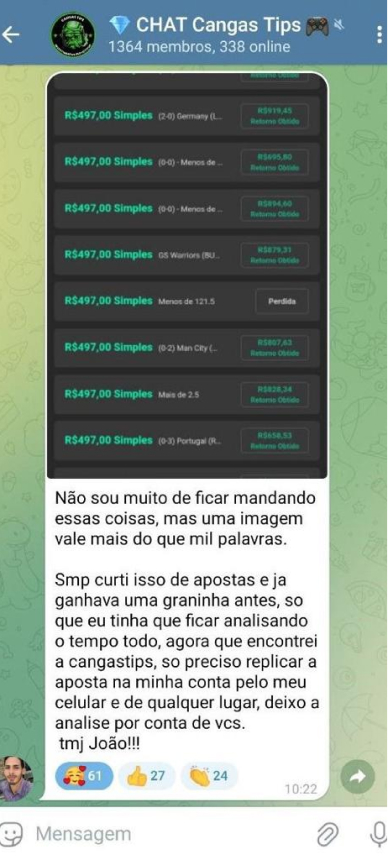 CHAT Cangas Tips
1364 membros, 338 online
R$919,45
Retorno Obtido
R$497,00 Simples (2-0) Germany (L...
R$497,00 Simples (0-0) - Menos de ...
R$695,80
Retorno Obtido
R$497,00 Simples (0-0) - Menos de ...
R$894,60
Retorno Obtido
R$497,00 Simples GS Warriors (BU...
R$879,31
Retorno Obtido
R$497,00 Simples Menos de 121.5
Perdida
R$497,00 Simples (0-2) Man City (...
R$807,63
Retorno Obtido
R$497,00 Simples Mais de 2.5
R$828,34
Retorno Obtido
R$497,00 Simples (0-3) Portugal (R...
R$658,53
Retorno Obtido
Não sou muito de ficar mandando
essas coisas, mas uma imagem
vale mais do que mil palavras.
Smp curti isso de apostas e ja
ganhava uma graninha antes, so
que eu tinha que ficar analisando
o tempo todo, agora que encontrei
a cangastips, so preciso replicar a
aposta na minha conta pelo meu
celular e de qualquer lugar, deixo a
analise por conta de vcs.
tmj João!!!
61 27 24
10:22
Mensagem